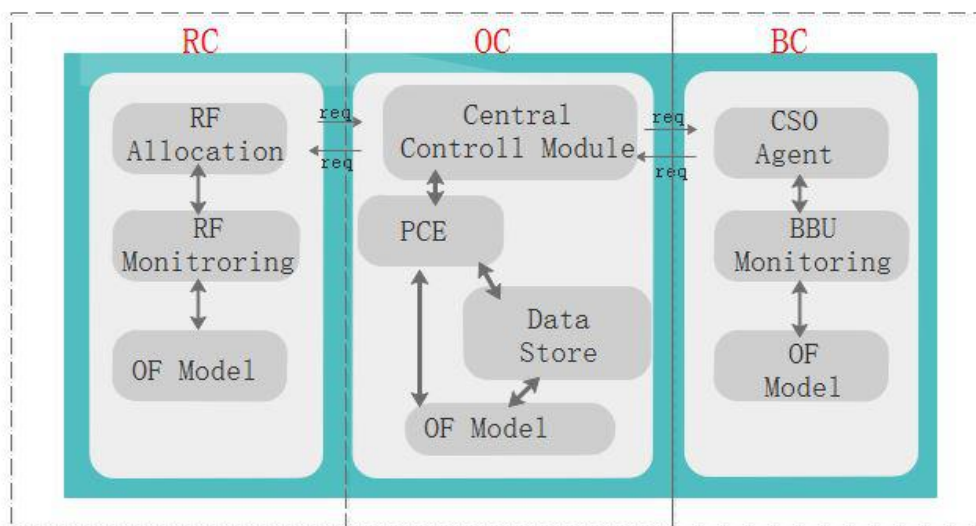 RC
OC
BC
RF
Allocation
RF
Monitroring
OF Model
req
req
Central
Controll Module
PCE
Data
Store
OF Model
req
req
CSO
Agent
BBU
Monitoring
OF
Model